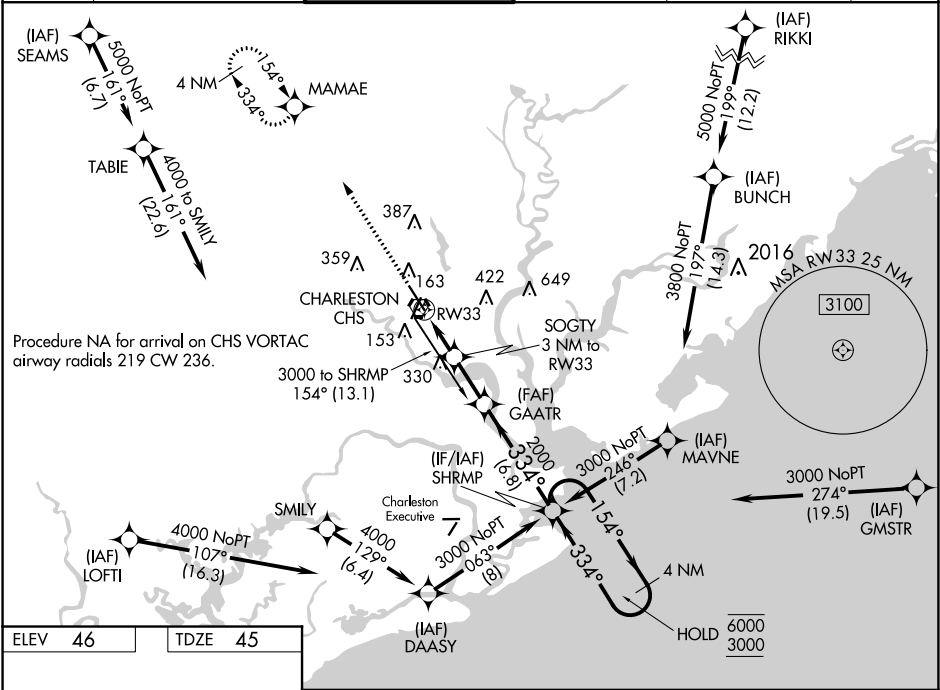 (IAF)
SEAMS
5000 NoPT
161°
(6.7)
TABIE
4000 to SMILY
161°
(22.6)
4 NM
154°
334°
MAMAE
(IAF)
RIKKI
5000 NoPT
199°
(12.2)
(IAF)
BUNCH
3800 NoPT
197°
(14.3)
2016
MSA RW33 25 NM
3100
387
359
163
422
649
CHARLESTON
CHS
RW33
153
330
SOGTY
3 NM to
RW33
Procedure NA for arrival on CHS VORTAC
airway radials 219 CW 236.
3000 to SHRMP
154° (13.1)
(FAF)
GAATR
2000
334°
(6.8)
(IF/IAF)
SHRMP
3000 NoPT
246°
(7.2)
(IAF)
MAVNE
3000 NoPT
274°
(19.5)
(IAF)
GMSTR
SMILY
Charleston
Executive
4000 NoPT
107°
(16.3)
(IAF)
LOFTI
4000
129°
(6.4)
3000 NoPT
063°
(8)
(IAF)
DAASY
154°
334°
4 NM
HOLD
6000
3000
ELEV 46
TDZE 45